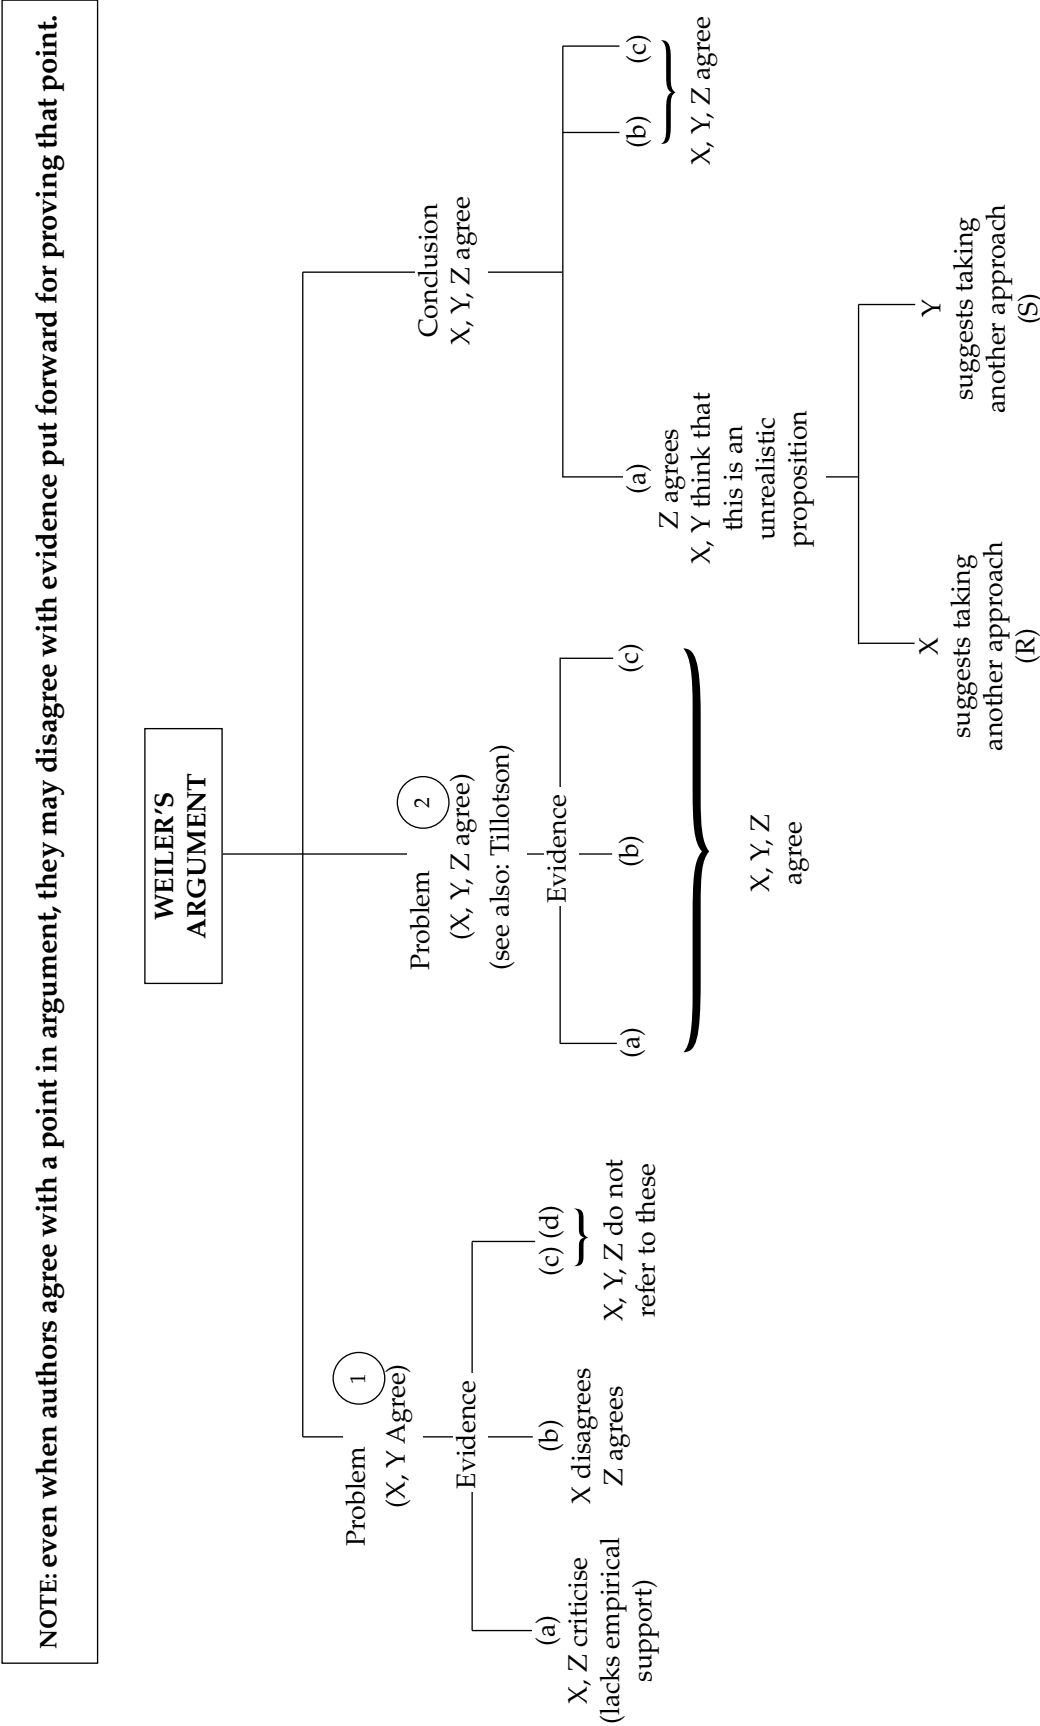 NOTE: even when authors agree with a point in argument, they may disagree with evidence put forward for proving that point.
WEILER'S
ARGUMENT
Problem 1
(X, Y Agree)
Evidence
(a)
X, Z criticise
(lacks empirical
support)
(b)
X disagrees
Z agrees
(c) (d)
X, Y, Z do not
refer to these
Problem 2
(X, Y, Z agree)
(see also: Tillotson)
Evidence
(a)
(b)
(c)
X, Y, Z
agree
Conclusion
X, Y, Z agree
(a)
Z agrees
X, Y think that
this is an
unrealistic
proposition
X
suggests taking
another approach
(R)
Y
suggests taking
another approach
(S)
(b)
(c)
X, Y, Z agree